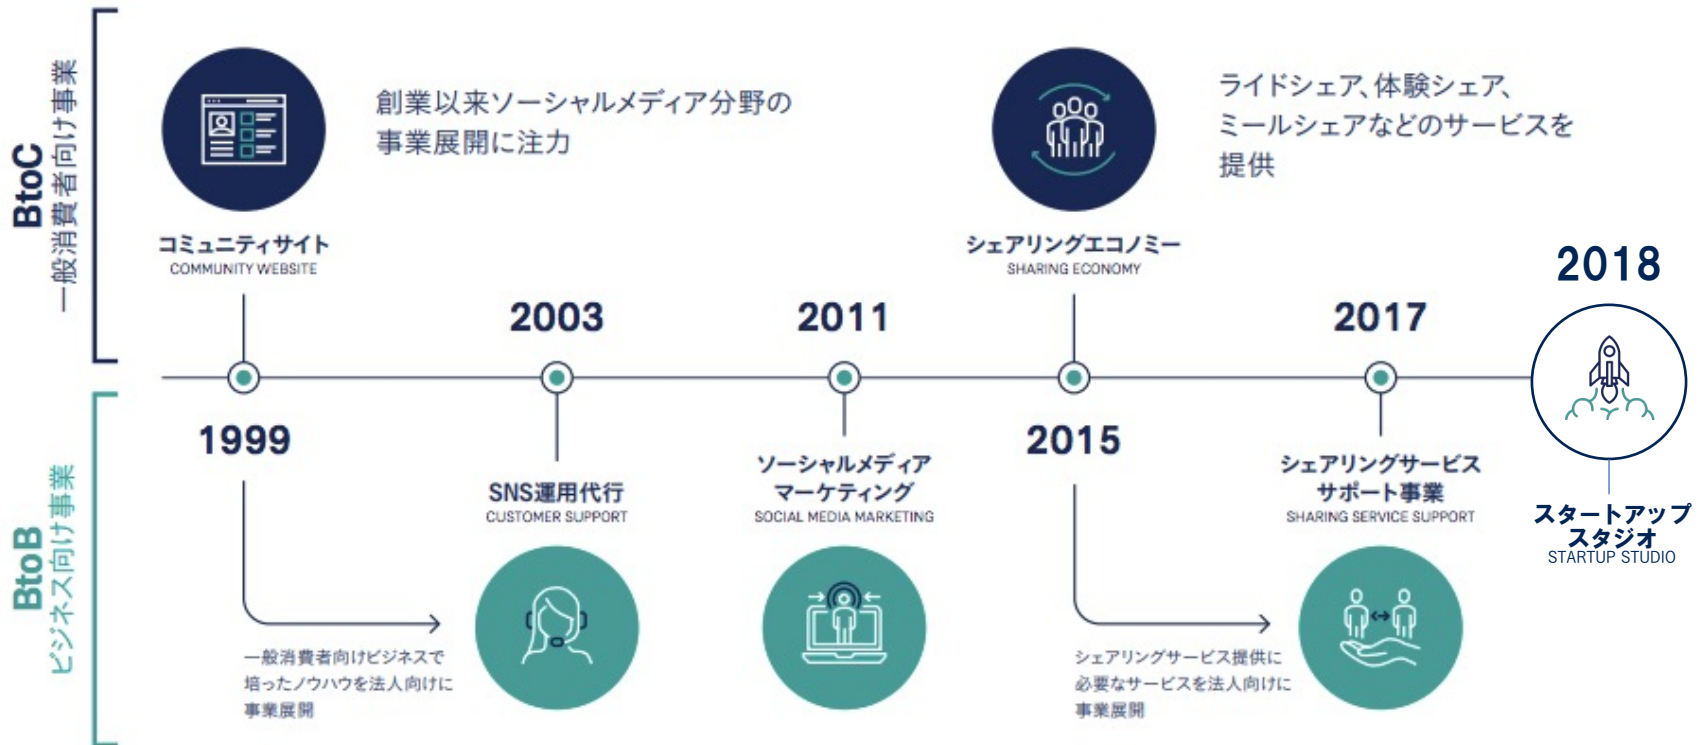 BtoC
一般消費者向け事業
創業以来ソーシャルメディア分野の
事業展開に注力
コミュニティサイト
COMMUNITY WEBSITE
ライドシェア、体験シェア、
ミールシェアなどのサービスを
提供
シェアリングエコノミー
SHARING ECONOMY
2003
2011
2017
2018
1999
2015
BtoB
ビジネス向け事業
一般消費者向けビジネスで
培ったノウハウを法人向けに
事業展開
SNS運用代行
CUSTOMER SUPPORT
ソーシャルメディア
マーケティング
SOCIAL MEDIA MARKETING
シェアリングサービス提供に
必要なサービスを法人向けに
事業展開
シェアリングサービス
サポート事業
SHARING SERVICE SUPPORT
スタートアップ
スタジオ
STARTUP STUDIO